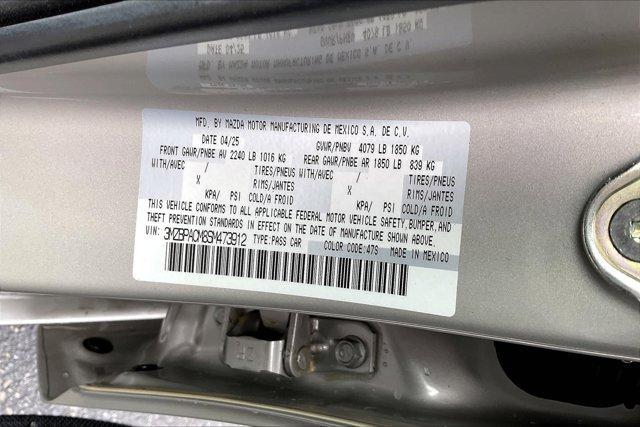 MFD. BY MAZDA MOTOR MANUFACTURING DE MEXICO S.A. DE C.V.
DATE 04/25 GVWR/PNBV 4079 LB 1850 KG
FRONT GAWR/PNBE AV 2240 LB 1016 KG REAR GAWR/PNBE AR 1850 LB 839 KG
WITH/AVEC / TIRES/PNEUS WITH/AVEC / TIRES/PNEUS
X RIMS/JANTES X RIMS/JANTES
KPA/ PSI COLD/A FROID KPA/ PSI COLD/A FROID
THIS VEHICLE CONFORMS TO ALL APPLICABLE FEDERAL MOTOR VEHICLE SAFETY, BUMPER, AND
THEFT PREVENTION STANDARDS IN EFFECT ON THE DATE OF MANUFACTURE SHOWN ABOVE.
VIN: 3MZBPACM8SM473912 TYPE:PASS CAR COLOR CODE:47S MADE IN MEXICO